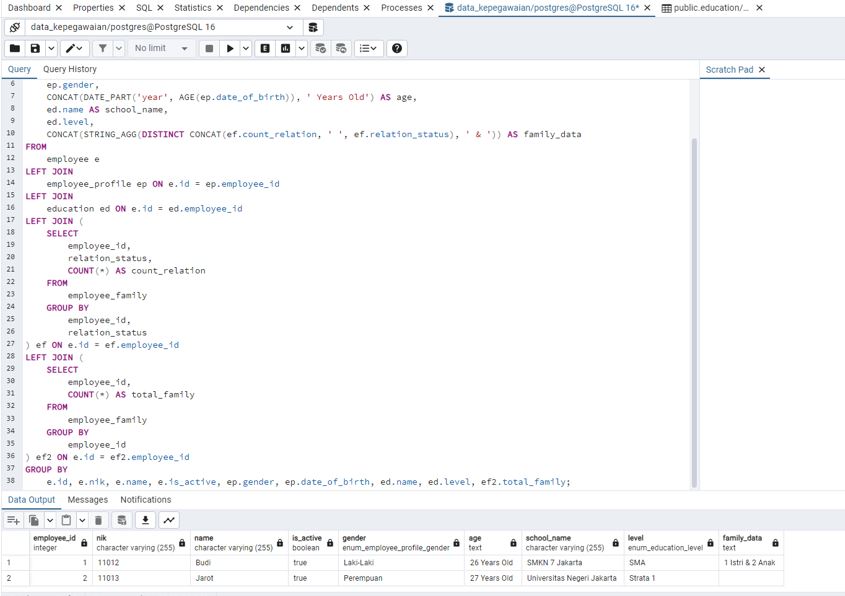 Dashboard × Properties × SQL × Statistics × Dependencies × Dependents × Processes × data_kepegawaian/postgres@PostgreSQL 16* × public.education/... ×
data_kepegawaian/postgres@PostgreSQL 16
No limit
Query Query History
Scratch Pad ×
6 ep.gender,
7 CONCAT(DATE_PART('year', AGE(ep.date_of_birth)), ' Years Old') AS age,
8 ed.name AS school_name,
9 ed.level,
10 CONCAT(STRING_AGG(DISTINCT CONCAT(ef.count_relation, ' ', ef.relation_status), ' & ')) AS family_data
11 FROM
12 employee e
13 LEFT JOIN
14 employee_profile ep ON e.id = ep.employee_id
15 LEFT JOIN
16 education ed ON e.id = ed.employee_id
17 LEFT JOIN (
18 SELECT
19 employee_id,
20 relation_status,
21 COUNT(*) AS count_relation
22 FROM
23 employee_family
24 GROUP BY
25 employee_id,
26 relation_status
27 ) ef ON e.id = ef.employee_id
28 LEFT JOIN (
29 SELECT
30 employee_id,
31 COUNT(*) AS total_family
32 FROM
33 employee_family
34 GROUP BY
35 employee_id
36 ) ef2 ON e.id = ef2.employee_id
37 GROUP BY
38 e.id, e.nik, e.name, e.is_active, ep.gender, ep.date_of_birth, ed.name, ed.level, ef2.total_family;
Data Output Messages Notifications
employee_id nik name is_active gender age school_name level family_data
integer character varying (255) character varying (255) boolean enum_employee_profile_gender text character varying (255) enum_education_level text
1 1 11012 Budi true Laki-Laki 26 Years Old SMKN 7 Jakarta SMA 1 Istri & 2 Anak
2 2 11013 Jarot true Perempuan 27 Years Old Universitas Negeri Jakarta Strata 1